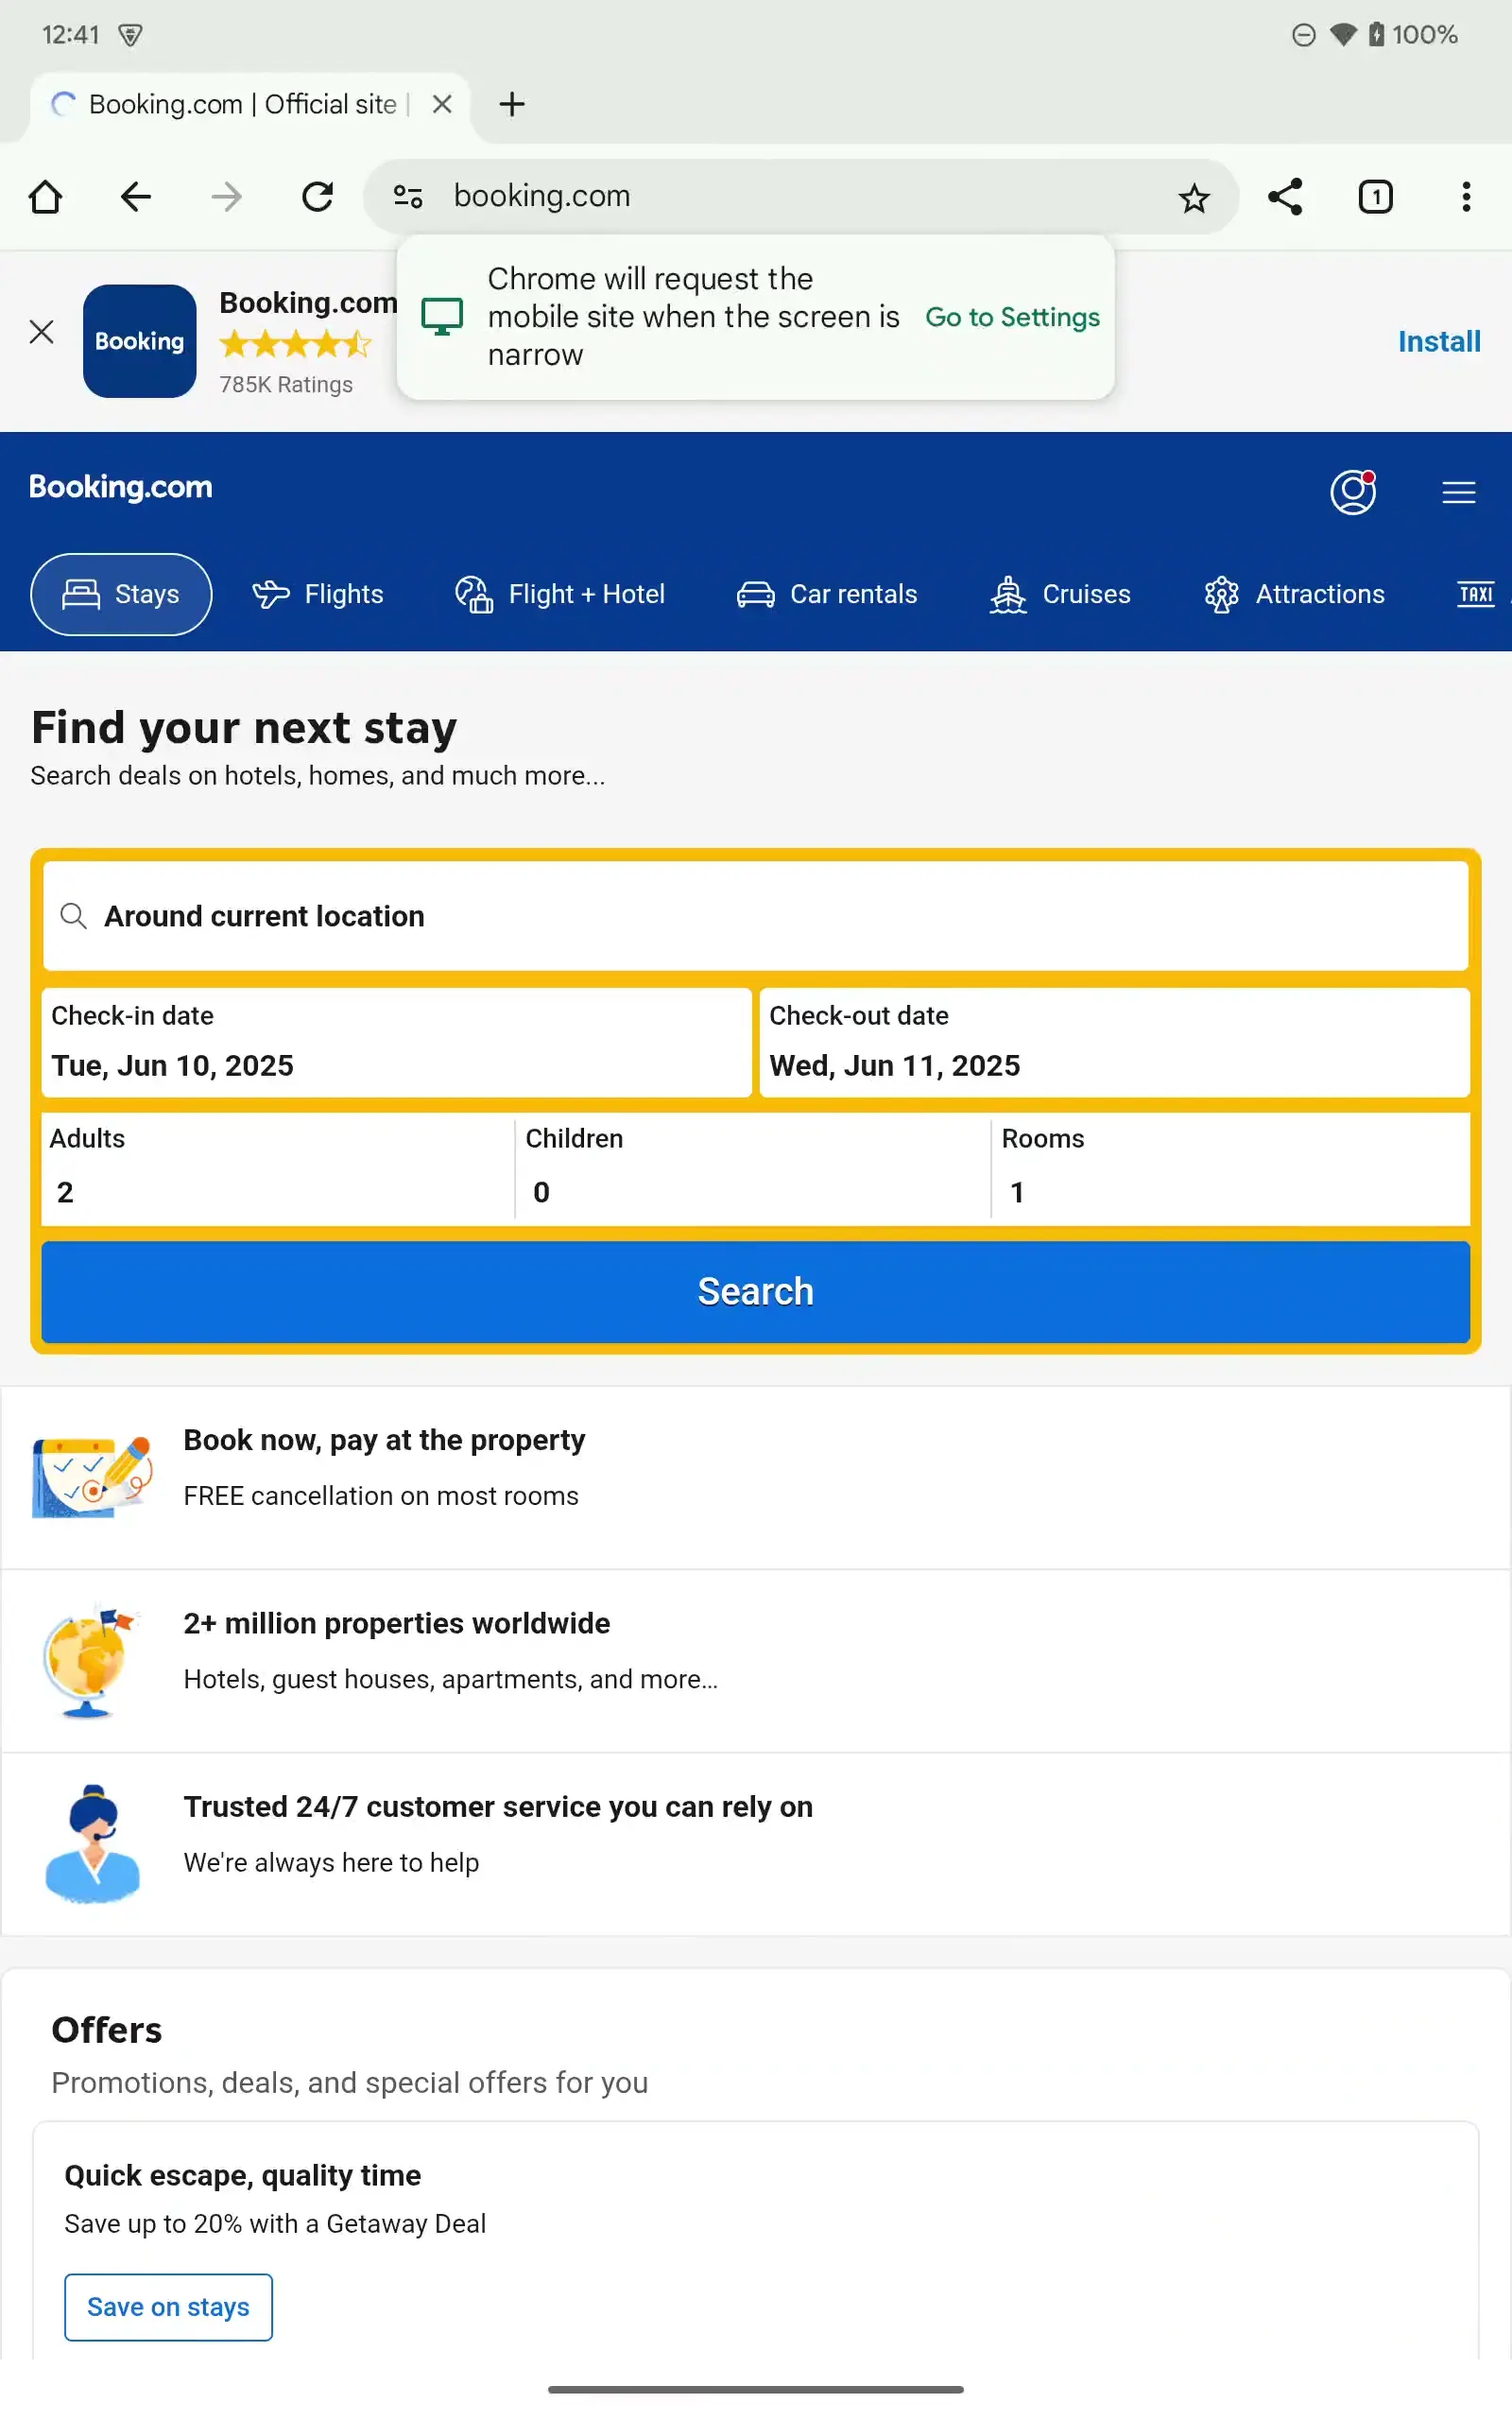 12:41
100%
Booking.com | Official site |
booking.com
1
Chrome will request the
mobile site when the screen is
narrow
Go to Settings
Booking
Booking.com
785K Ratings
Install
Booking.com
Stays
Flights
Flight + Hotel
Car rentals
Cruises
Attractions
TAXI
Find your next stay
Search deals on hotels, homes, and much more...
Around current location
Check-in date
Tue, Jun 10, 2025
Check-out date
Wed, Jun 11, 2025
Adults
2
Children
0
Rooms
1
Search
Book now, pay at the property
FREE cancellation on most rooms
2+ million properties worldwide
Hotels, guest houses, apartments, and more…
Trusted 24/7 customer service you can rely on
We're always here to help
Offers
Promotions, deals, and special offers for you
Quick escape, quality time
Save up to 20% with a Getaway Deal
Save on stays